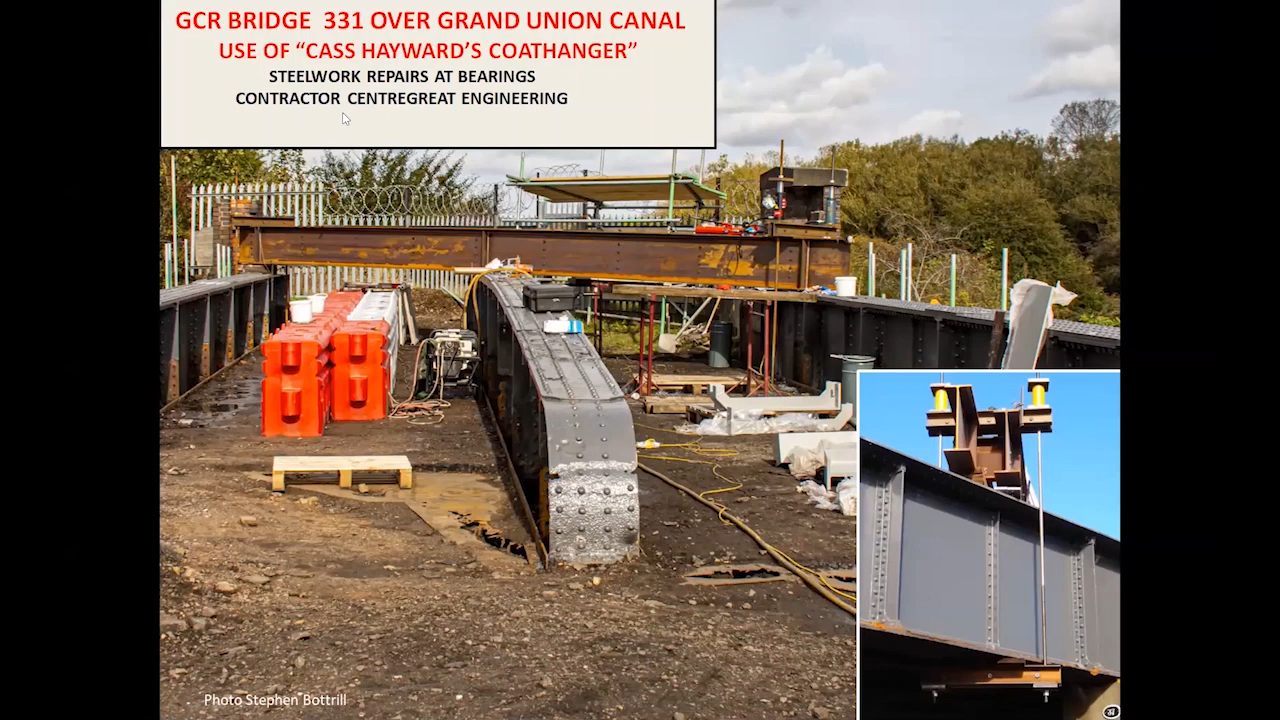 GCR BRIDGE 331 OVER GRAND UNION CANAL
USE OF “CASS HAYWARD’S COATHANGER”
STEELWORK REPAIRS AT BEARINGS
CONTRACTOR CENTREGREAT ENGINEERING
Photo Stephen Bottrill